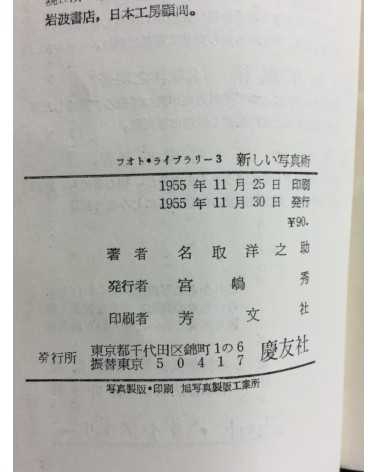 岩波書店，日本工房顧問。
フオト・ライブラリー3 新しい写真術
1955 年 11 月 25 日 印刷
1955 年 11 月 30 日 発行
¥90.
著者 名取洋之助
発行者 宮嶋秀
印刷者 芳文社
発行所 東京都千代田区錦町1の6 慶友社
振替東京 50417
写真製版・印刷 旭写真製版工業所